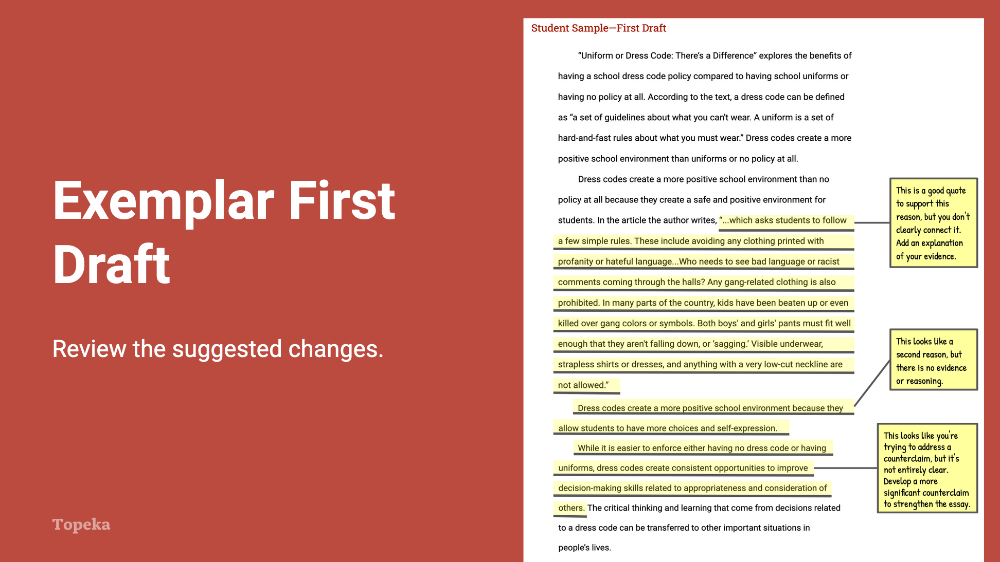 Exemplar First
Draft
Review the suggested changes.
Topeka
Student Sample—First Draft
“Uniform or Dress Code: There’s a Difference” explores the benefits of
having a school dress code policy compared to having school uniforms or
having no policy at all. According to the text, a dress code can be defined
as “a set of guidelines about what you can't wear. A uniform is a set of
hard-and-fast rules about what you must wear.” Dress codes create a more
positive school environment than uniforms or no policy at all.
Dress codes create a more positive school environment than no
policy at all because they create a safe and positive environment for
students. In the article the author writes, “...which asks students to follow
a few simple rules. These include avoiding any clothing printed with
profanity or hateful language...Who needs to see bad language or racist
comments coming through the halls? Any gang-related clothing is also
prohibited. In many parts of the country, kids have been beaten up or even
killed over gang colors or symbols. Both boys' and girls' pants must fit well
enough that they aren't falling down, or ‘sagging.’ Visible underwear,
strapless shirts or dresses, and anything with a very low-cut neckline are
not allowed.”
Dress codes create a more positive school environment because they
allow students to have more choices and self-expression.
While it is easier to enforce either having no dress code or having
uniforms, dress codes create consistent opportunities to improve
decision-making skills related to appropriateness and consideration of
others. The critical thinking and learning that come from decisions related
to a dress code can be transferred to other important situations in
people’s lives.
This is a good quote
to support this
reason, but you don't
clearly connect it.
Add an explanation
of your evidence.
This looks like a
second reason, but
there is no evidence
or reasoning.
This looks like you're
trying to address a
counterclaim, but it's
not entirely clear.
Develop a more
significant counterclaim
to strengthen the essay.